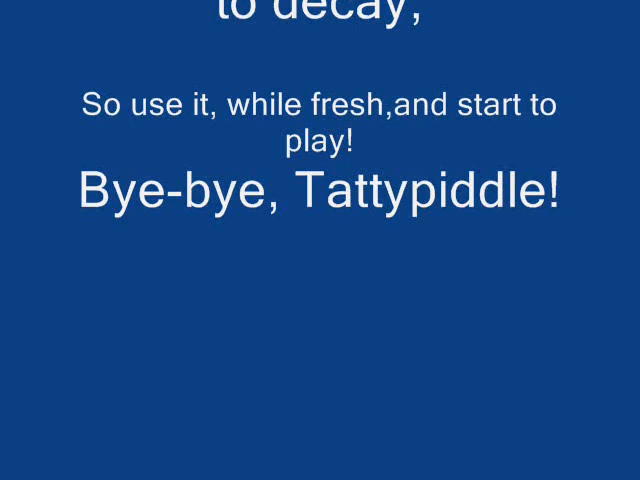 to decay,
So use it, while fresh,and start to
play!
Bye-bye, Tattypiddle!